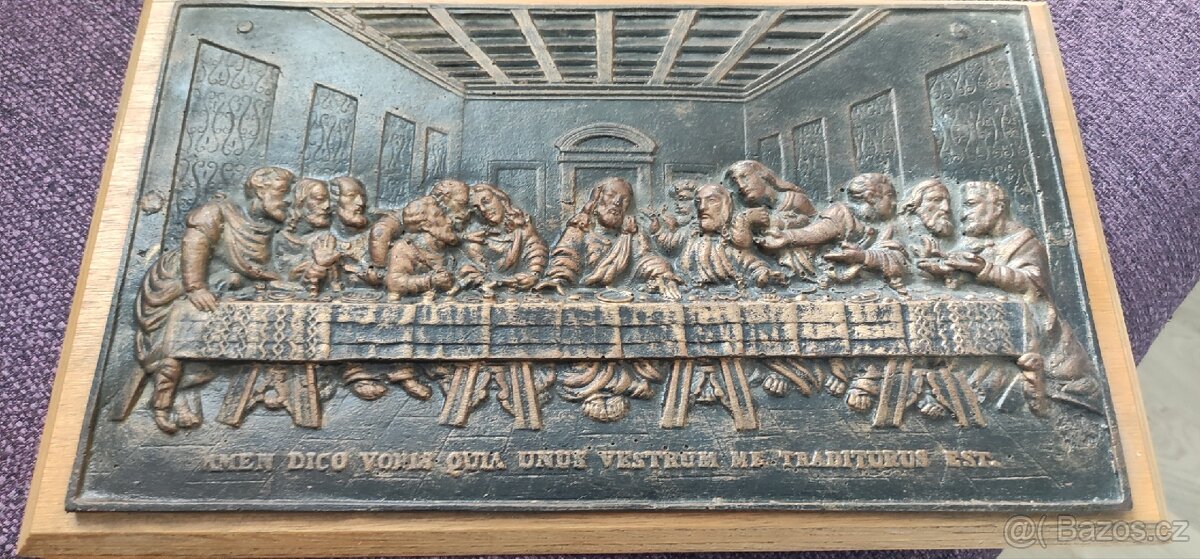 AMEN DICO VOBIS QUIA UNUS VESTRUM ME TRADITURUS EST.
@( Bazos.cz